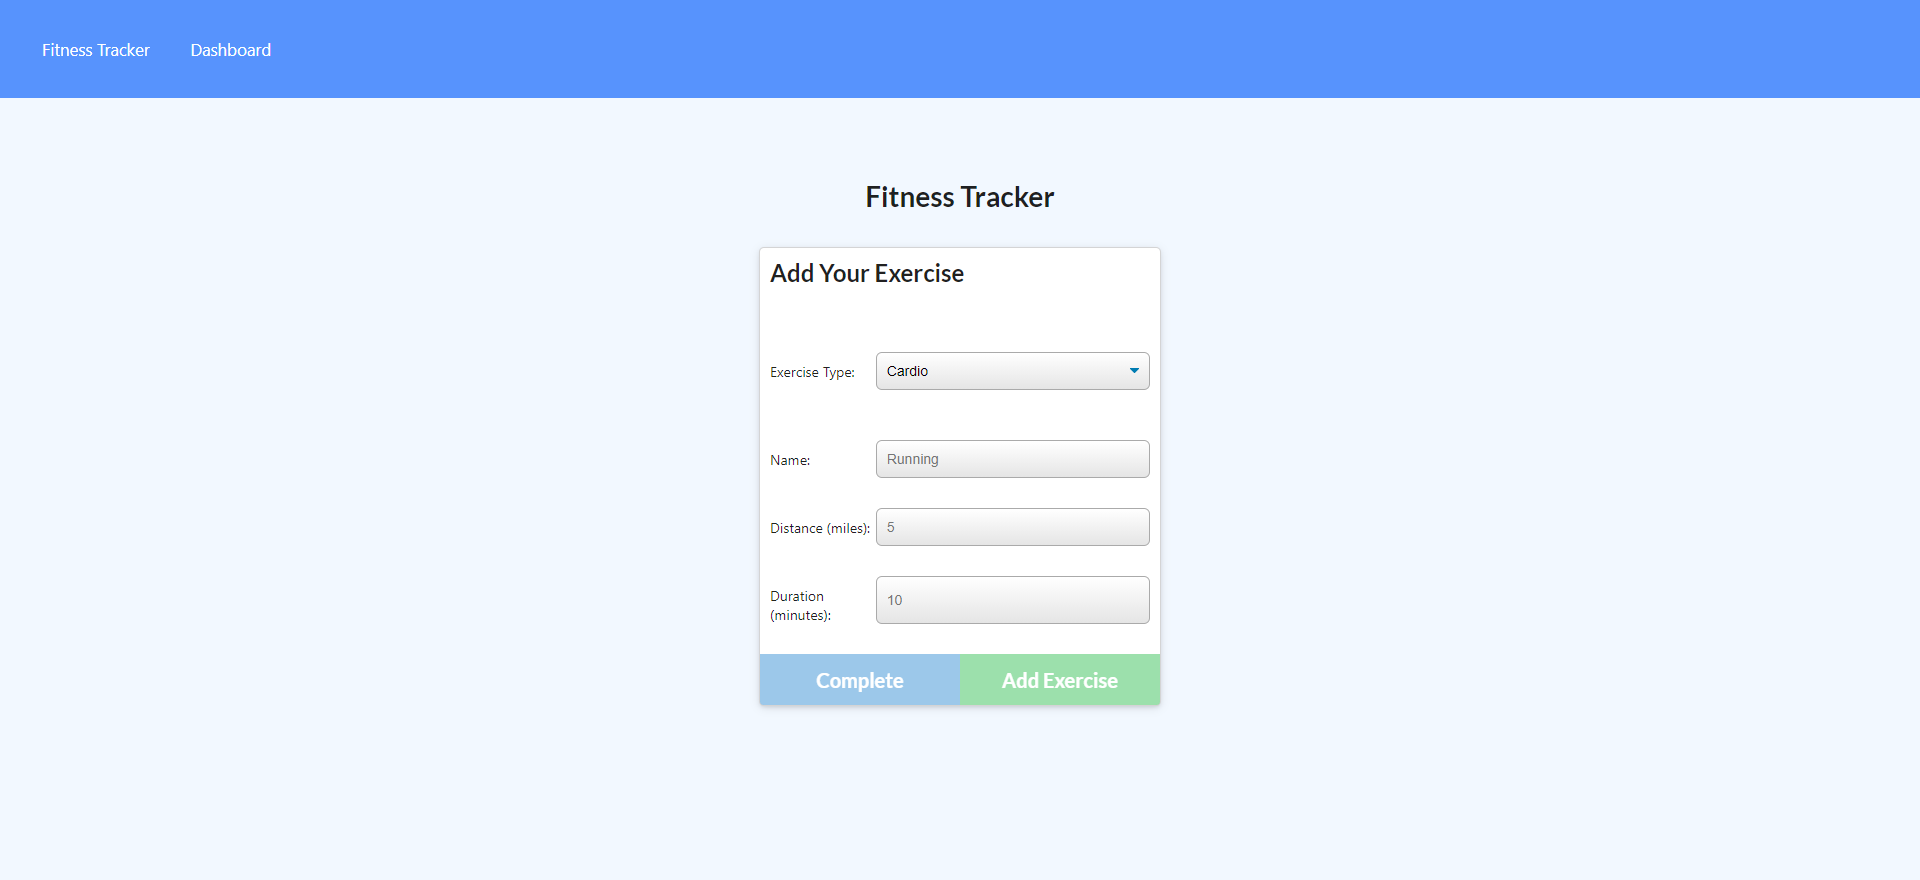 Fitness Tracker Dashboard
Fitness Tracker
Add Your Exercise
Exercise Type: Cardio
Name: Running
Distance (miles): 5
Duration
(minutes): 10
Complete Add Exercise